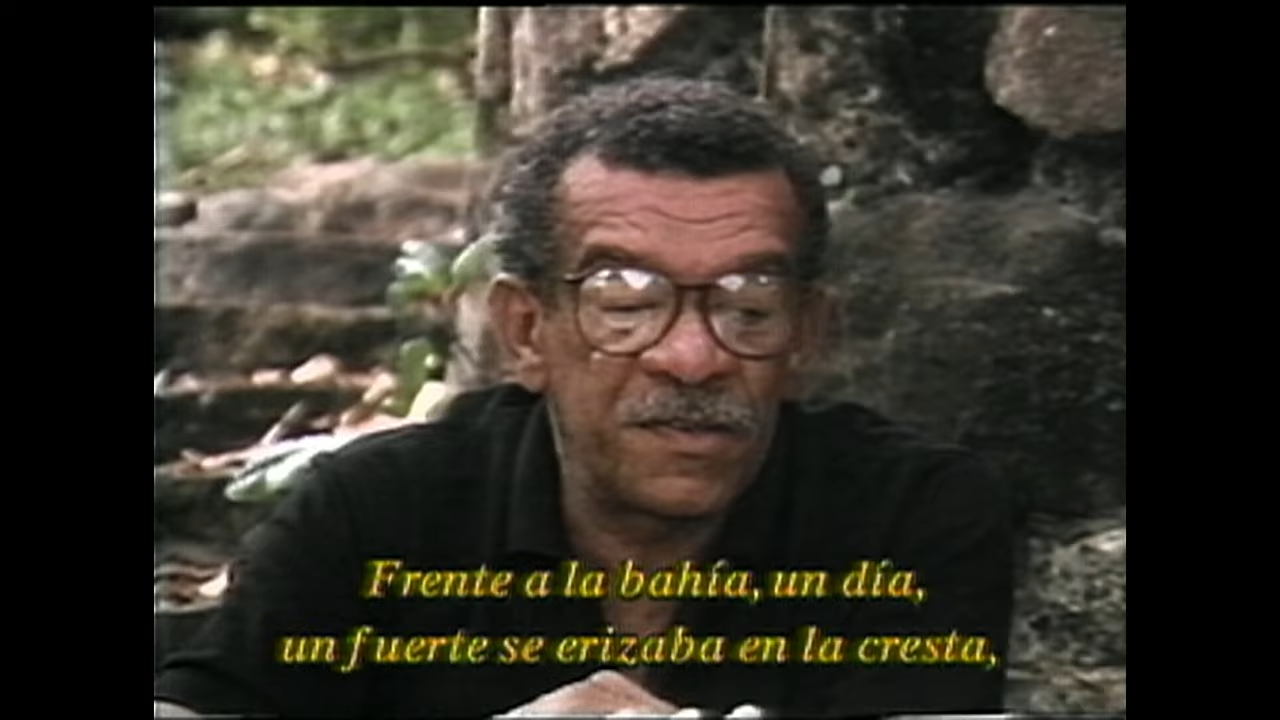 Frente a la bahía, un día,
un fuerte se erizaba en la cresta,